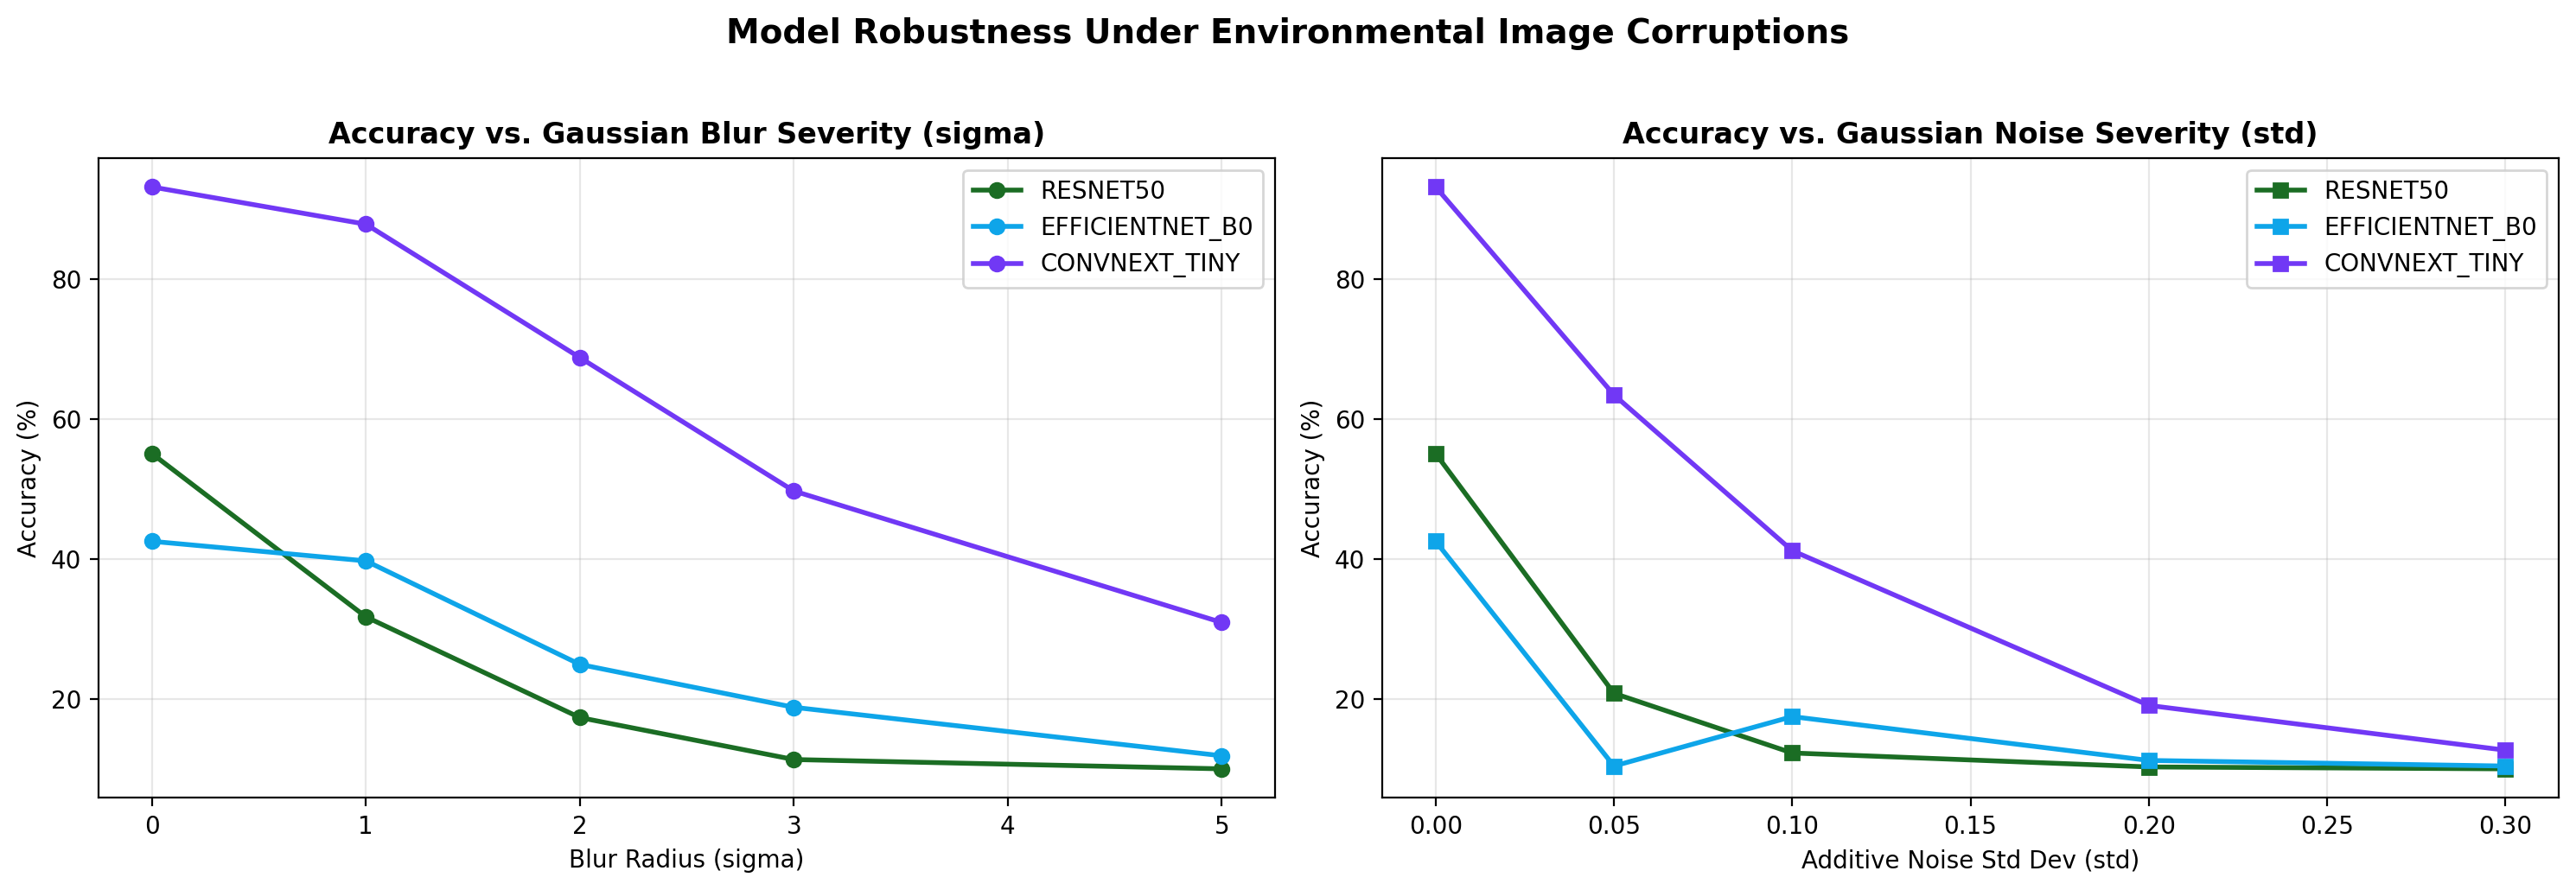 Model Robustness Under Environmental Image Corruptions
Accuracy vs. Gaussian Blur Severity (sigma)
RESNET50
EFFICIENTNET_B0
CONVNEXT_TINY
Accuracy (%)
80
60
40
20
0 1 2 3 4 5
Blur Radius (sigma)
Accuracy vs. Gaussian Noise Severity (std)
RESNET50
EFFICIENTNET_B0
CONVNEXT_TINY
Accuracy (%)
80
60
40
20
0.00 0.05 0.10 0.15 0.20 0.25 0.30
Additive Noise Std Dev (std)